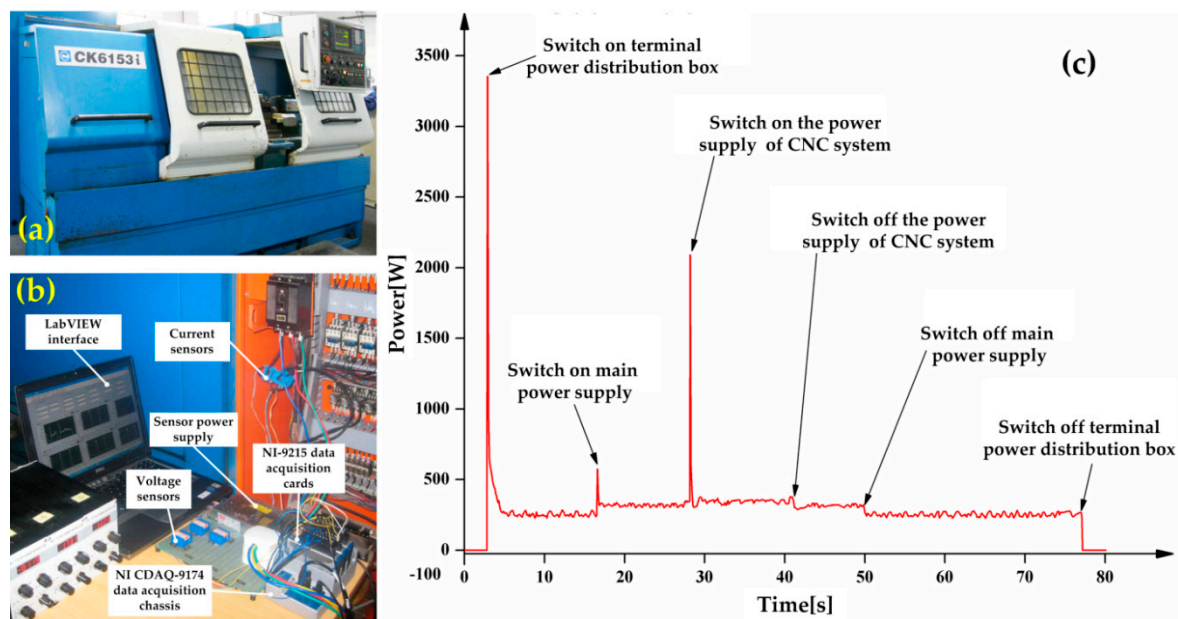 CK6153i
(a)
(b)
LabVIEW
interface
Current
sensors
Sensor power
supply
NI-9215 data
acquisition
cards
Voltage
sensors
NI CDAQ-9174
data acquisition
chassis
(c)
3500
3000
2500
2000
1500
1000
500
0
-100
Power[W]
Switch on terminal
power distribution box
Switch on the power
supply of CNC system
Switch off the power
supply of CNC system
Switch on main
power supply
Switch off main
power supply
Switch off terminal
power distribution box
0
10
20
30
40
50
60
70
80
Time[s]